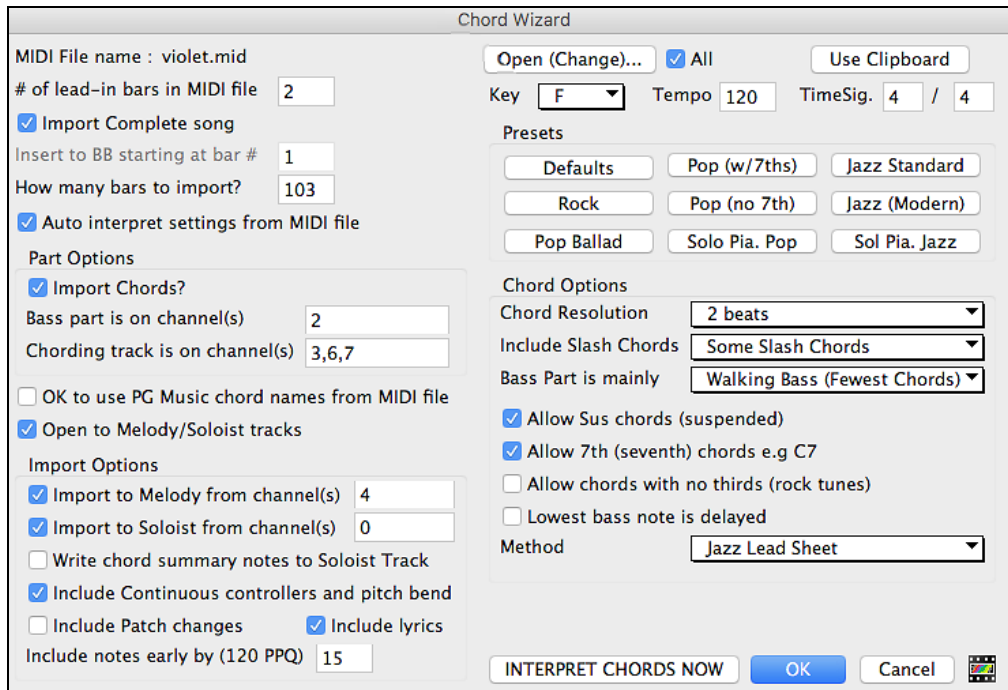 Chord Wizard
MIDI File name : violet.mid
# of lead-in bars in MIDI file 2
Import Complete song
Insert to BB starting at bar # 1
How many bars to import? 103
Auto interpret settings from MIDI file
Part Options
Import Chords?
Bass part is on channel(s) 2
Chording track is on channel(s) 3,6,7
OK to use PG Music chord names from MIDI file
Open to Melody/Soloist tracks
Import Options
Import to Melody from channel(s) 4
Import to Soloist from channel(s) 0
Write chord summary notes to Soloist Track
Include Continuous controllers and pitch bend
Include Patch changes Include lyrics
Include notes early by (120 PPQ) 15
Open (Change)... All Use Clipboard
Key F Tempo 120 TimeSig. 4 / 4
Presets
Defaults Pop (w/7ths) Jazz Standard
Rock Pop (no 7th) Jazz (Modern)
Pop Ballad Solo Pia. Pop Sol Pia. Jazz
Chord Options
Chord Resolution 2 beats
Include Slash Chords Some Slash Chords
Bass Part is mainly Walking Bass (Fewest Chords)
Allow Sus chords (suspended)
Allow 7th (seventh) chords e.g C7
Allow chords with no thirds (rock tunes)
Lowest bass note is delayed
Method Jazz Lead Sheet
INTERPRET CHORDS NOW OK Cancel